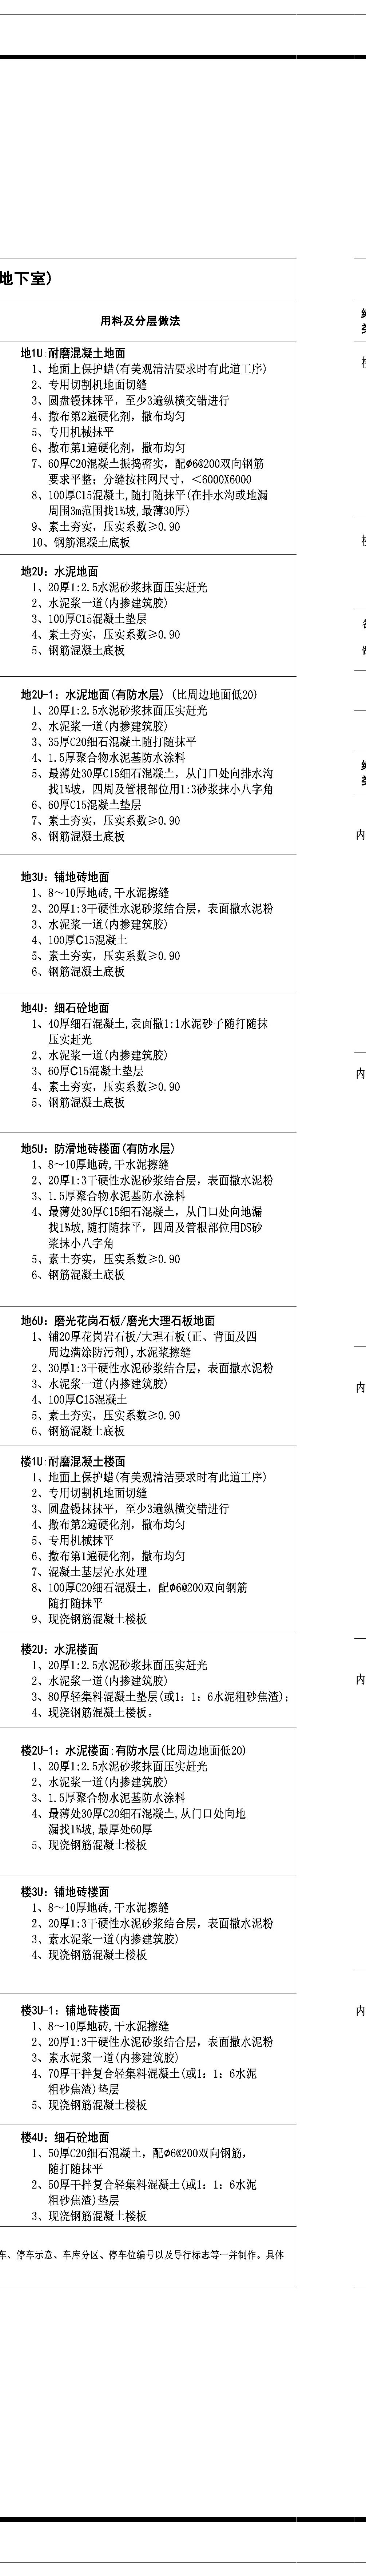 地下室)
用料及分层做法
地1U:耐磨混凝土地面
1、地面上保护蜡(有美观清洁要求时有此道工序)
2、专用切割机地面切缝
3、圆盘镘抹抹平，至少3遍纵横交错进行
4、撒布第2遍硬化剂，撒布均匀
5、专用机械抹平
6、撒布第1遍硬化剂，撒布均匀
7、60厚C20混凝土振捣密实，配Φ6@200双向钢筋
要求平整；分缝按柱网尺寸，＜6000X6000
8、100厚C15混凝土,随打随抹平(在排水沟或地漏
周围3m范围找1%坡,最薄30厚)
9、素土夯实，压实系数≥0.90
10、钢筋混凝土底板
地2U：水泥地面
1、20厚1:2.5水泥砂浆抹面压实赶光
2、水泥浆一道(内掺建筑胶)
3、100厚C15混凝土垫层
4、素土夯实，压实系数≥0.90
5、钢筋混凝土底板
地2U-1：水泥地面(有防水层) (比周边地面低20)
1、20厚1:2.5水泥砂浆抹面压实赶光
2、水泥浆一道(内掺建筑胶)
3、35厚C20细石混凝土随打随抹平
4、1.5厚聚合物水泥基防水涂料
5、最薄处30厚C15细石混凝土，从门口处向排水沟
找1%坡，四周及管根部位用1:3砂浆抹小八字角
6、60厚C15混凝土垫层
7、素土夯实，压实系数≥0.90
8、钢筋混凝土底板
地3U：铺地砖地面
1、8～10厚地砖,干水泥擦缝
2、20厚1:3干硬性水泥砂浆结合层，表面撒水泥粉
3、水泥浆一道(内掺建筑胶)
4、100厚C15混凝土
5、素土夯实，压实系数≥0.90
6、钢筋混凝土底板
地4U：细石砼地面
1、40厚细石混凝土,表面撒1:1水泥砂子随打随抹
压实赶光
2、水泥浆一道(内掺建筑胶)
3、60厚C15混凝土垫层
4、素土夯实，压实系数≥0.90
5、钢筋混凝土底板
地5U：防滑地砖楼面(有防水层)
1、8～10厚地砖,干水泥擦缝
2、20厚1:3干硬性水泥砂浆结合层，表面撒水泥粉
3、1.5厚聚合物水泥基防水涂料
4、最薄处30厚C15细石混凝土，从门口处向地漏
找1%坡,随打随抹平，四周及管根部位用DS砂
浆抹小八字角
5、素土夯实，压实系数≥0.90
6、钢筋混凝土底板
地6U：磨光花岗石板/磨光大理石板地面
1、铺20厚花岗岩石板/大理石板(正、背面及四
周边满涂防污剂),水泥浆擦缝
2、30厚1:3干硬性水泥砂浆结合层，表面撒水泥粉
3、水泥浆一道(内掺建筑胶)
4、100厚C15混凝土
5、素土夯实，压实系数≥0.90
6、钢筋混凝土底板
楼1U:耐磨混凝土楼面
1、地面上保护蜡(有美观清洁要求时有此道工序)
2、专用切割机地面切缝
3、圆盘镘抹抹平，至少3遍纵横交错进行
4、撒布第2遍硬化剂，撒布均匀
5、专用机械抹平
6、撒布第1遍硬化剂，撒布均匀
7、混凝土基层沁水处理
8、100厚C20细石混凝土，配Φ6@200双向钢筋
随打随抹平
9、现浇钢筋混凝土楼板
楼2U：水泥楼面
1、20厚1:2.5水泥砂浆抹面压实赶光
2、水泥浆一道(内掺建筑胶)
3、80厚轻集料混凝土垫层(或1：1：6水泥粗砂焦渣)；
4、现浇钢筋混凝土楼板。
楼2U-1：水泥楼面:有防水层(比周边地面低20)
1、20厚1:2.5水泥砂浆抹面压实赶光
2、水泥浆一道(内掺建筑胶)
3、1.5厚聚合物水泥基防水涂料
4、最薄处30厚C20细石混凝土,从门口处向地
漏找1%坡,最厚处60厚
5、现浇钢筋混凝土楼板
楼3U：铺地砖楼面
1、8～10厚地砖,干水泥擦缝
2、20厚1:3干硬性水泥砂浆结合层，表面撒水泥粉
3、素水泥浆一道(内掺建筑胶)
4、现浇钢筋混凝土楼板
楼3U-1：铺地砖楼面
1、8～10厚地砖,干水泥擦缝
2、20厚1:3干硬性水泥砂浆结合层，表面撒水泥粉
3、素水泥浆一道(内掺建筑胶)
4、70厚干拌复合轻集料混凝土(或1：1：6水泥
粗砂焦渣)垫层
5、现浇钢筋混凝土楼板
楼4U：细石砼地面
1、50厚C20细石混凝土，配Φ6@200双向钢筋，
随打随抹平
2、50厚干拌复合轻集料混凝土(或1：1：6水泥
粗砂焦渣)垫层
3、现浇钢筋混凝土楼板
车、停车示意、车库分区、停车位编号以及导行标志等一并制作。具体
内
内
内
内
内